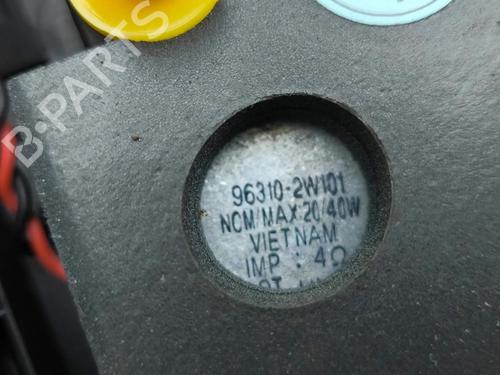 96310-2W101
NOM/MAX:20/40W
VIETNAM
IMP : 4Ω
B-PARTS